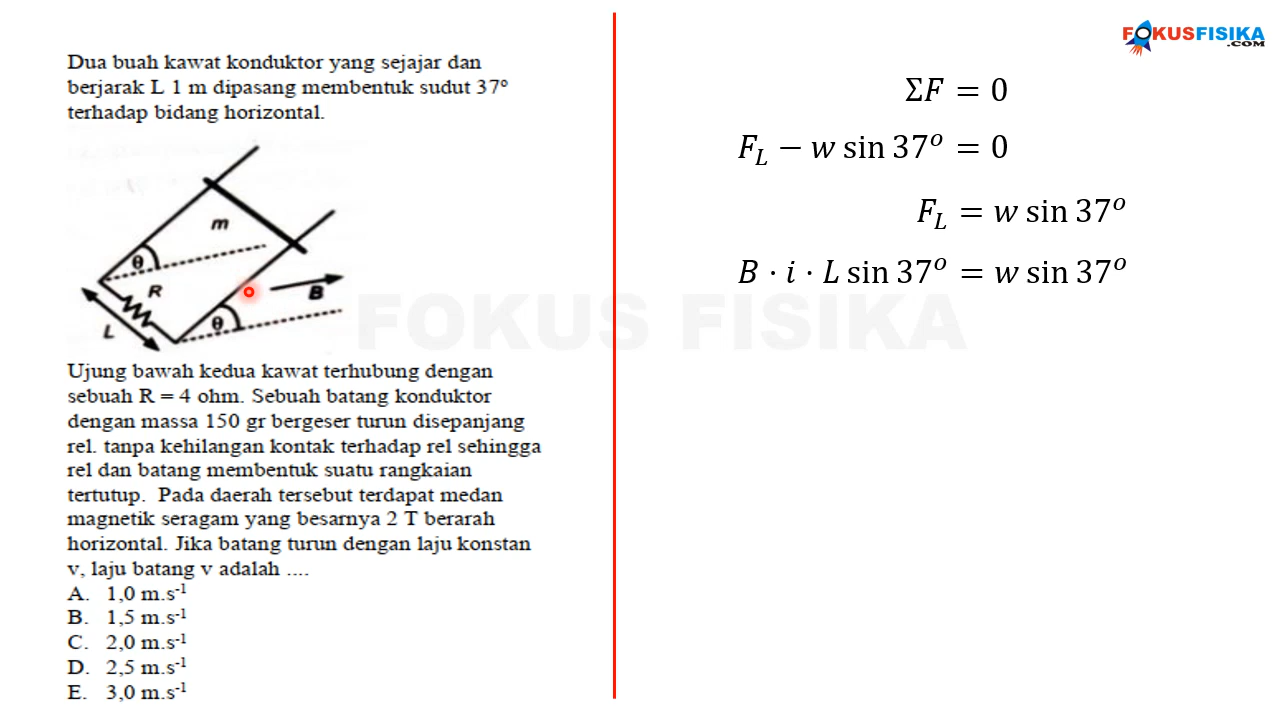 Dua buah kawat konduktor yang sejajar dan
berjarak L 1 m dipasang membentuk sudut 37°
terhadap bidang horizontal.
m
θ
R
B
L
θ
Ujung bawah kedua kawat terhubung dengan
sebuah R = 4 ohm. Sebuah batang konduktor
dengan massa 150 gr bergeser turun disepanjang
rel. tanpa kehilangan kontak terhadap rel sehingga
rel dan batang membentuk suatu rangkaian
tertutup. Pada daerah tersebut terdapat medan
magnetik seragam yang besarnya 2 T berarah
horizontal. Jika batang turun dengan laju konstan
v, laju batang v adalah ....
A. 1,0 m.s⁻¹
B. 1,5 m.s⁻¹
C. 2,0 m.s⁻¹
D. 2,5 m.s⁻¹
E. 3,0 m.s⁻¹
FOKUSFISIKA
.COM
ΣF = 0
F_L − w sin 37° = 0
F_L = w sin 37°
B · i · L sin 37° = w sin 37°
FOKUS FISIKA